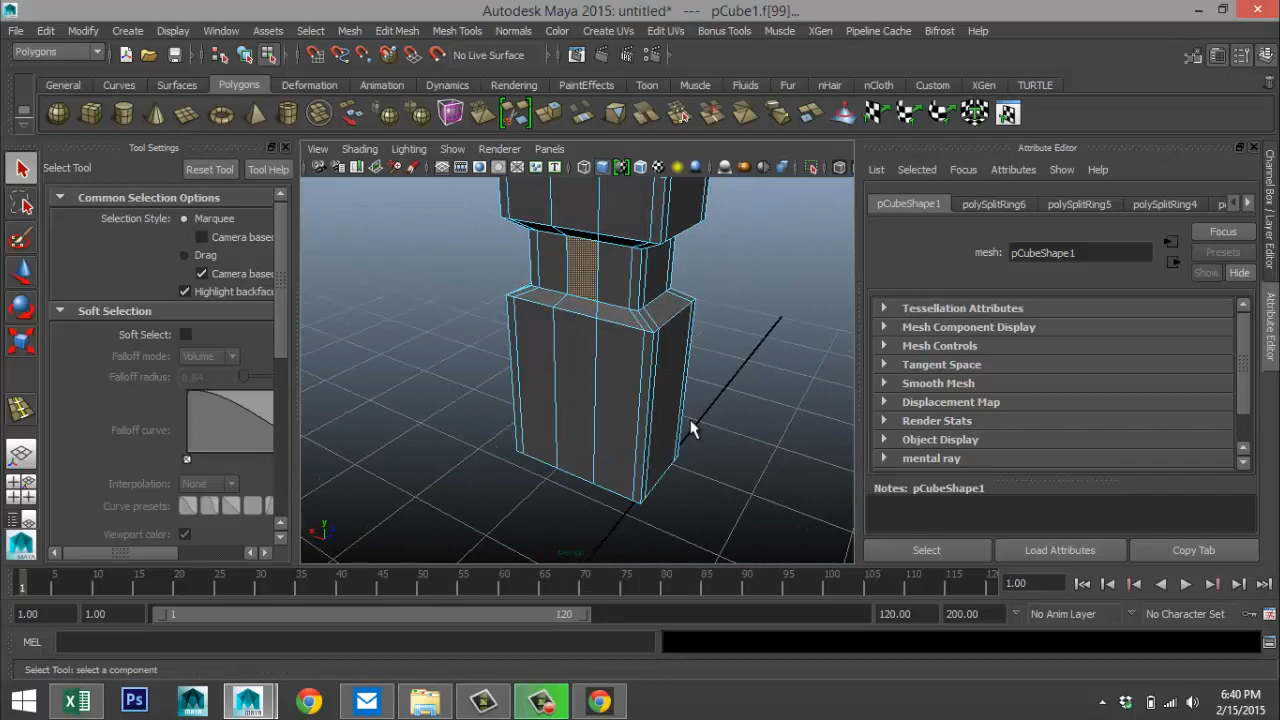 Autodesk Maya 2015: untitled*   ---   pCube1.f[99]...
File Edit Modify Create Display Window Assets Select Mesh Edit Mesh Mesh Tools Normals Color Create UVs Edit UVs Bonus Tools Muscle XGen Pipeline Cache Bifrost Help
Polygons No Live Surface
General Curves Surfaces Polygons Deformation Animation Dynamics Rendering PaintEffects Toon Muscle Fluids Fur nHair nCloth Custom XGen TURTLE
Tool Settings
Select Tool Reset Tool Tool Help
Common Selection Options
Selection Style: Marquee
Camera base
Drag
Camera based
Highlight backfac
Soft Selection
Soft Select:
Falloff mode: Volume
Falloff radius: 0.84
Falloff curve:
Interpolation: None
Curve presets:
Viewport color:
View Shading Lighting Show Renderer Panels
y
x
persp
Attribute Editor
List Selected Focus Attributes Show Help
pCubeShape1 polySplitRing6 polySplitRing5 polySplitRing4
mesh: pCubeShape1
Focus
Presets
Show Hide
Tessellation Attributes
Mesh Component Display
Mesh Controls
Tangent Space
Smooth Mesh
Displacement Map
Render Stats
Object Display
mental ray
Notes: pCubeShape1
Select Load Attributes Copy Tab
Channel Box / Layer Editor
Attribute Editor
1 5 10 15 20 25 30 35 40 45 50 55 60 65 70 75 80 85 90 95 100 105 110 115 12 1.00
1.00 1.00 1 120 120.00 200.00 No Anim Layer No Character Set
MEL
Select Tool: select a component
Ps
6:40 PM
2/15/2015